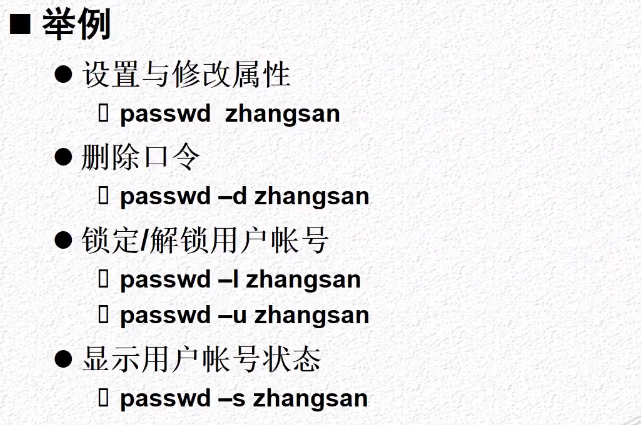 举例
设置与修改属性
passwd  zhangsan
删除口令
passwd –d zhangsan
锁定/解锁用户帐号
passwd –l zhangsan
passwd –u zhangsan
显示用户帐号状态
passwd –s zhangsan